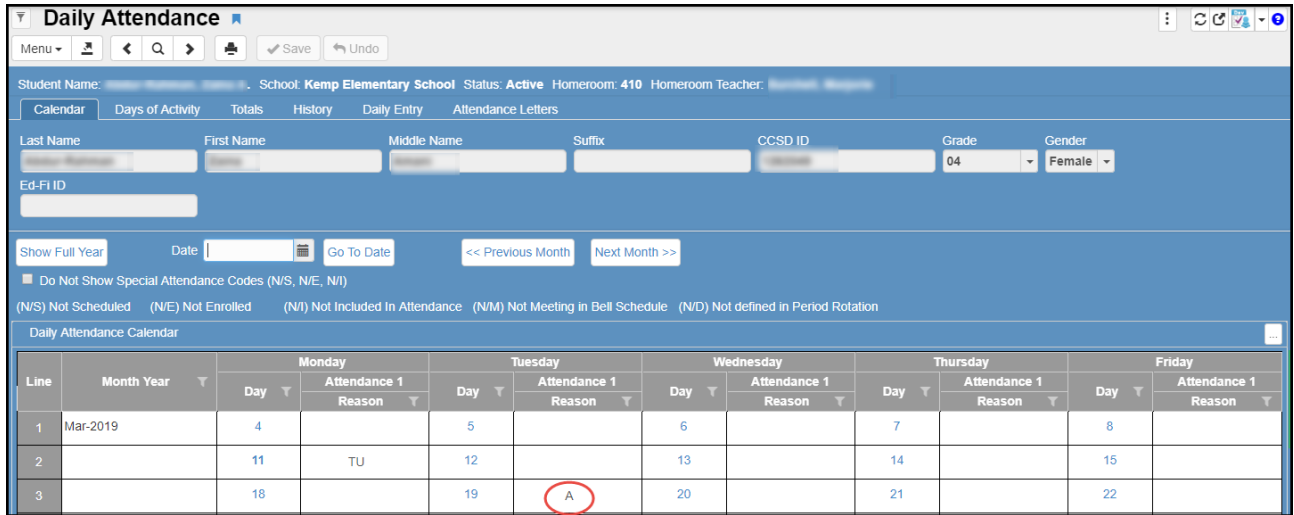 Daily Attendance
Menu Save Undo
Student Name: School: Kemp Elementary School Status: Active Homeroom: 410 Homeroom Teacher:
Calendar Days of Activity Totals History Daily Entry Attendance Letters
Last Name First Name Middle Name Suffix CCSD ID Grade Gender
04 Female
Ed-Fi ID
Show Full Year Date Go To Date << Previous Month Next Month >>
Do Not Show Special Attendance Codes (N/S, N/E, N/I)
(N/S) Not Scheduled (N/E) Not Enrolled (N/I) Not Included In Attendance (N/M) Not Meeting in Bell Schedule (N/D) Not defined in Period Rotation
Daily Attendance Calendar ...
Monday Tuesday Wednesday Thursday Friday
Line Month Year Day Attendance 1 Day Attendance 1 Day Attendance 1 Day Attendance 1 Day Attendance 1
Reason Reason Reason Reason Reason
1 Mar-2019 4 5 6 7 8
2 11 TU 12 13 14 15
3 18 19 A 20 21 22